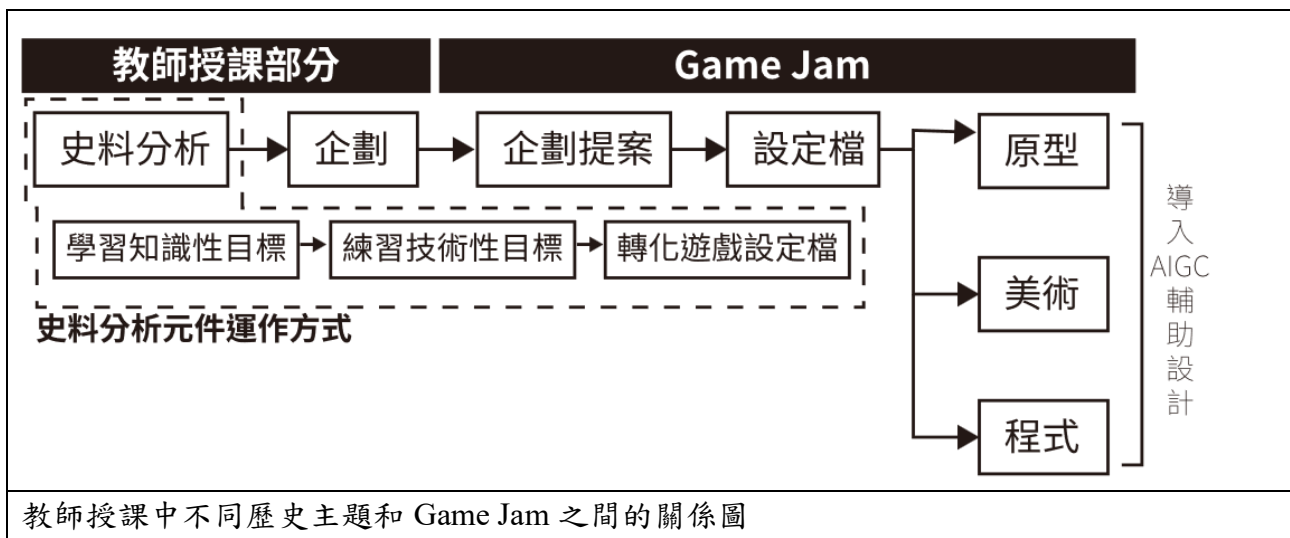 教師授課部分
Game Jam
史料分析
企劃
企劃提案
設定檔
原型
學習知識性目標
練習技術性目標
轉化遊戲設定檔
史料分析元件運作方式
美術
程式
導入AIGC輔助設計
教師授課中不同歷史主題和 Game Jam 之間的關係圖